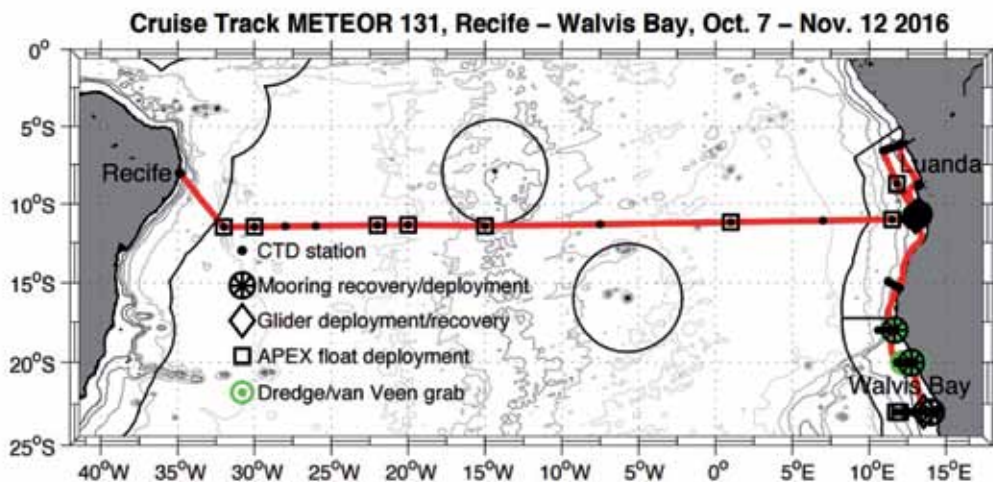 Cruise Track METEOR 131, Recife – Walvis Bay, Oct. 7 – Nov. 12 2016
0°
5°S
Recife
Luanda
10°S
CTD station
15°S
Mooring recovery/deployment
Glider deployment/recovery
APEX float deployment
20°S
Walvis Bay
Dredge/van Veen grab
25°S
40°W 35°W 30°W 25°W 20°W 15°W 10°W 5°W 0° 5°E 10°E 15°E